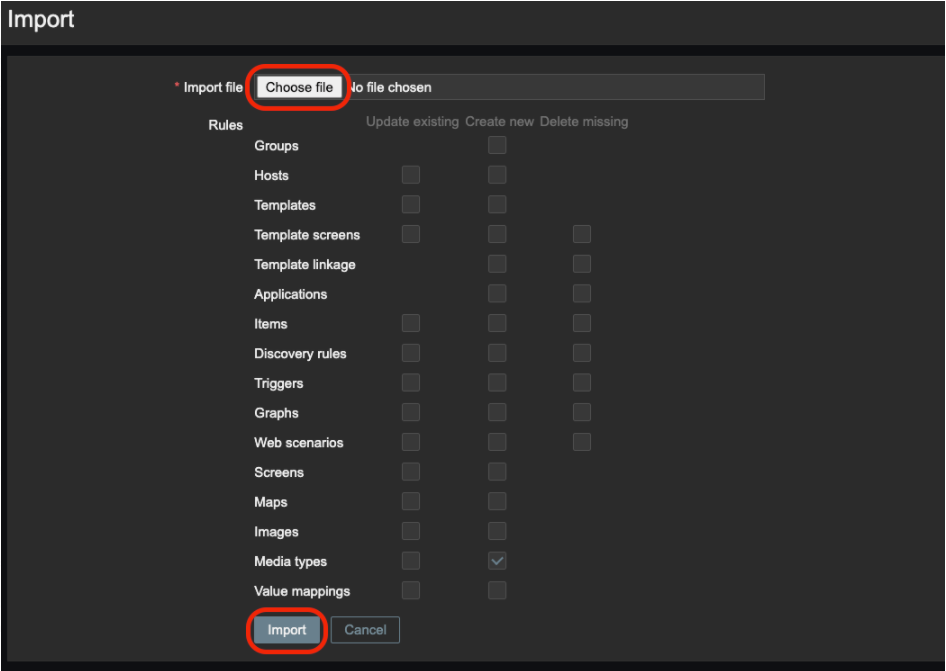 Import
* Import file Choose file No file chosen
Rules Update existing Create new Delete missing
Groups
Hosts
Templates
Template screens
Template linkage
Applications
Items
Discovery rules
Triggers
Graphs
Web scenarios
Screens
Maps
Images
Media types
Value mappings
Import Cancel